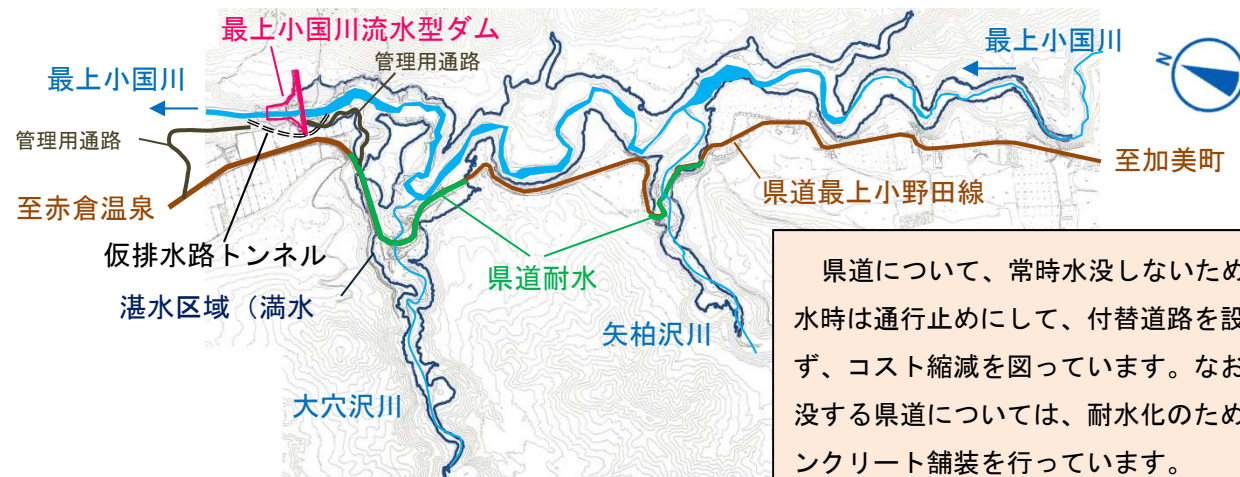 最上小国川流水型ダム
最上小国川
管理用通路
最上小国川
N
管理用通路
至加美町
県道最上小野田線
至赤倉温泉
仮排水路トンネル
県道耐水
湛水区域（満水
矢柏沢川
大穴沢川
県道について、常時水没しないため
水時は通行止めにして、付替道路を設
ず、コスト縮減を図っています。なお
没する県道については、耐水化のため
ンクリート舗装を行っています。